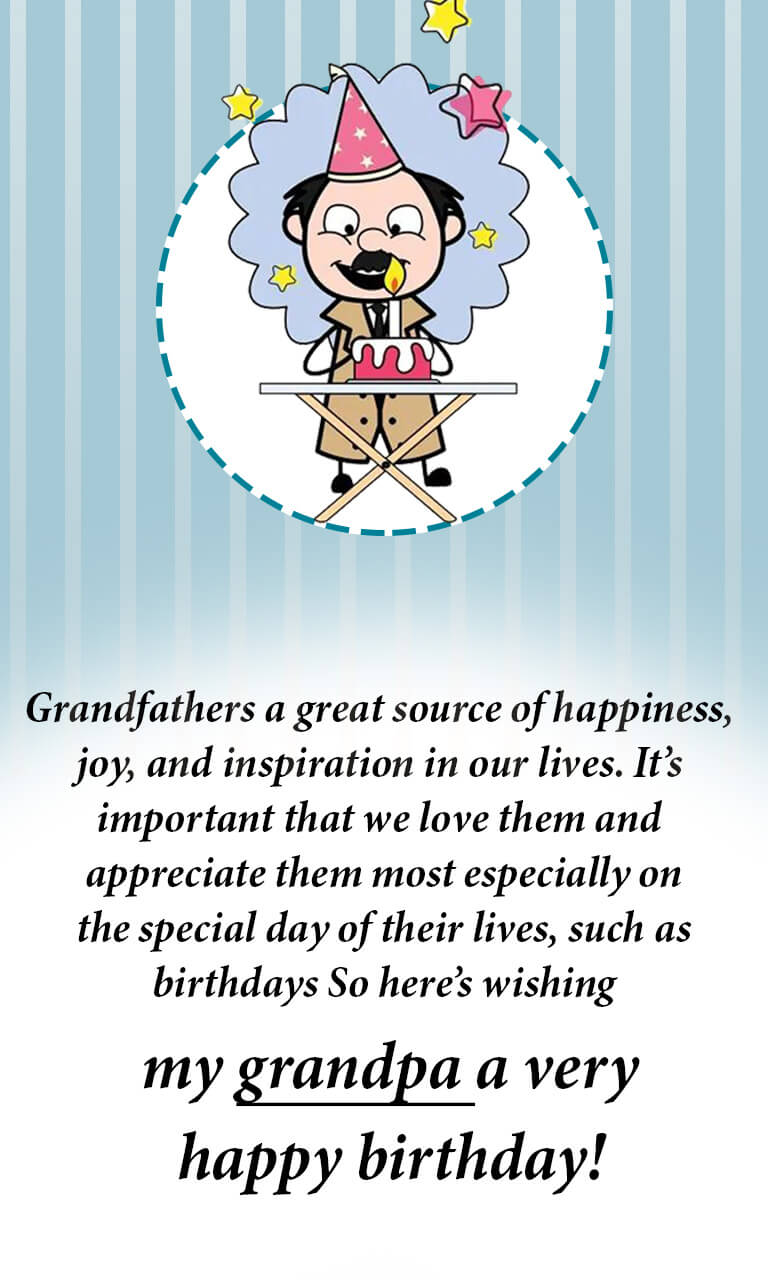 Grandfathers a great source of happiness,
joy, and inspiration in our lives. It’s
important that we love them and
appreciate them most especially on
the special day of their lives, such as
birthdays So here’s wishing
my grandpa a very
happy birthday!